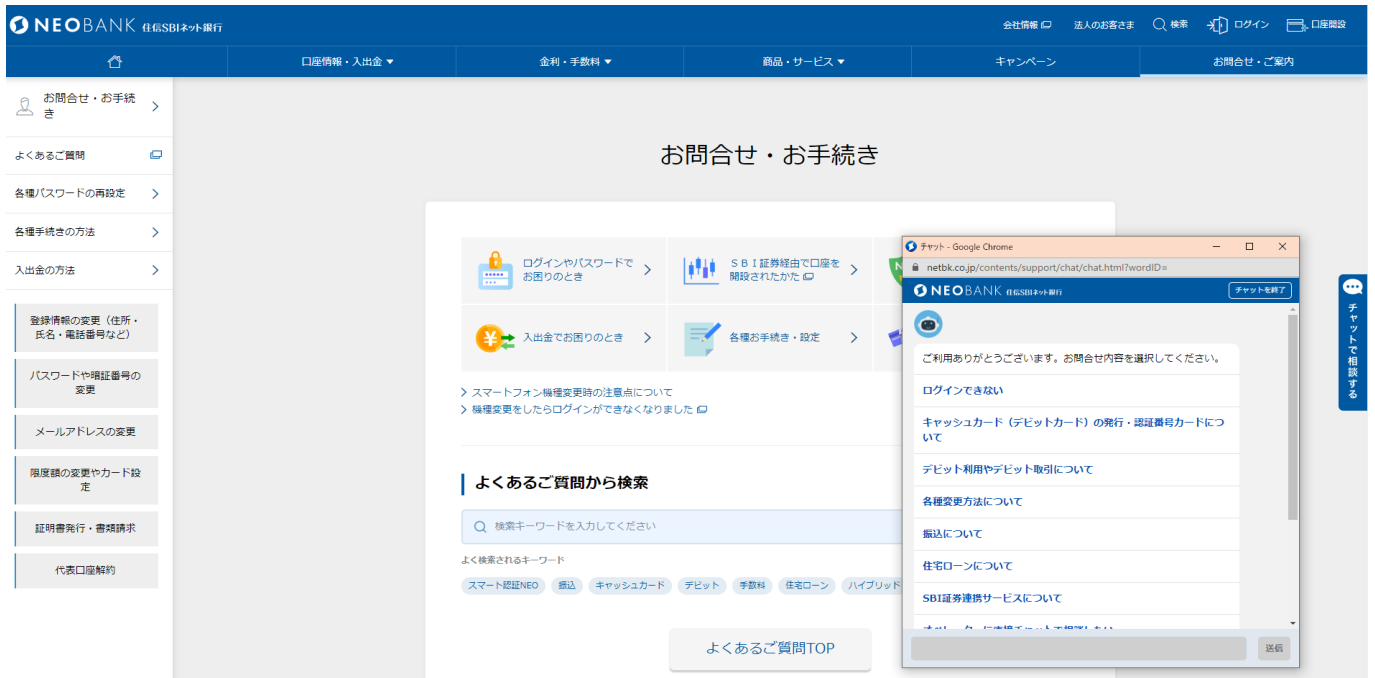 NEOBANK 住信SBIネット銀行
会社情報 法人のお客さま 検索 ログイン 口座開設
口座情報・入出金▼ 金利・手数料▼ 商品・サービス▼ キャンペーン お問合せ・ご案内
お問合せ・お手続
き
よくあるご質問
各種パスワードの再設定
各種手続きの方法
入出金の方法
登録情報の変更（住所・
氏名・電話番号など）
パスワードや暗証番号の
変更
メールアドレスの変更
限度額の変更やカード設
定
証明書発行・書類請求
代表口座解約
お問合せ・お手続き
ログインやパスワードで
お困りのとき
ＳＢＩ証券経由で口座を
開設されたかた
入出金でお困りのとき
各種お手続き・設定
スマートフォン機種変更時の注意点について
機種変更をしたらログインができなくなりました
よくあるご質問から検索
検索キーワードを入力してください
よく検索されるキーワード
スマート認証NEO 振込 キャッシュカード デビット 手数料 住宅ローン ハイブリッド
よくあるご質問TOP
チャット - Google Chrome
netbk.co.jp/contents/support/chat/chat.html?wordID=
NEOBANK 住信SBIネット銀行
チャットを終了
ご利用ありがとうございます。お問合せ内容を選択してください。
ログインできない
キャッシュカード（デビットカード）の発行・認証番号カードにつ
いて
デビット利用やデビット取引について
各種変更方法について
振込について
住宅ローンについて
SBI証券連携サービスについて
送信
チャットで相談する